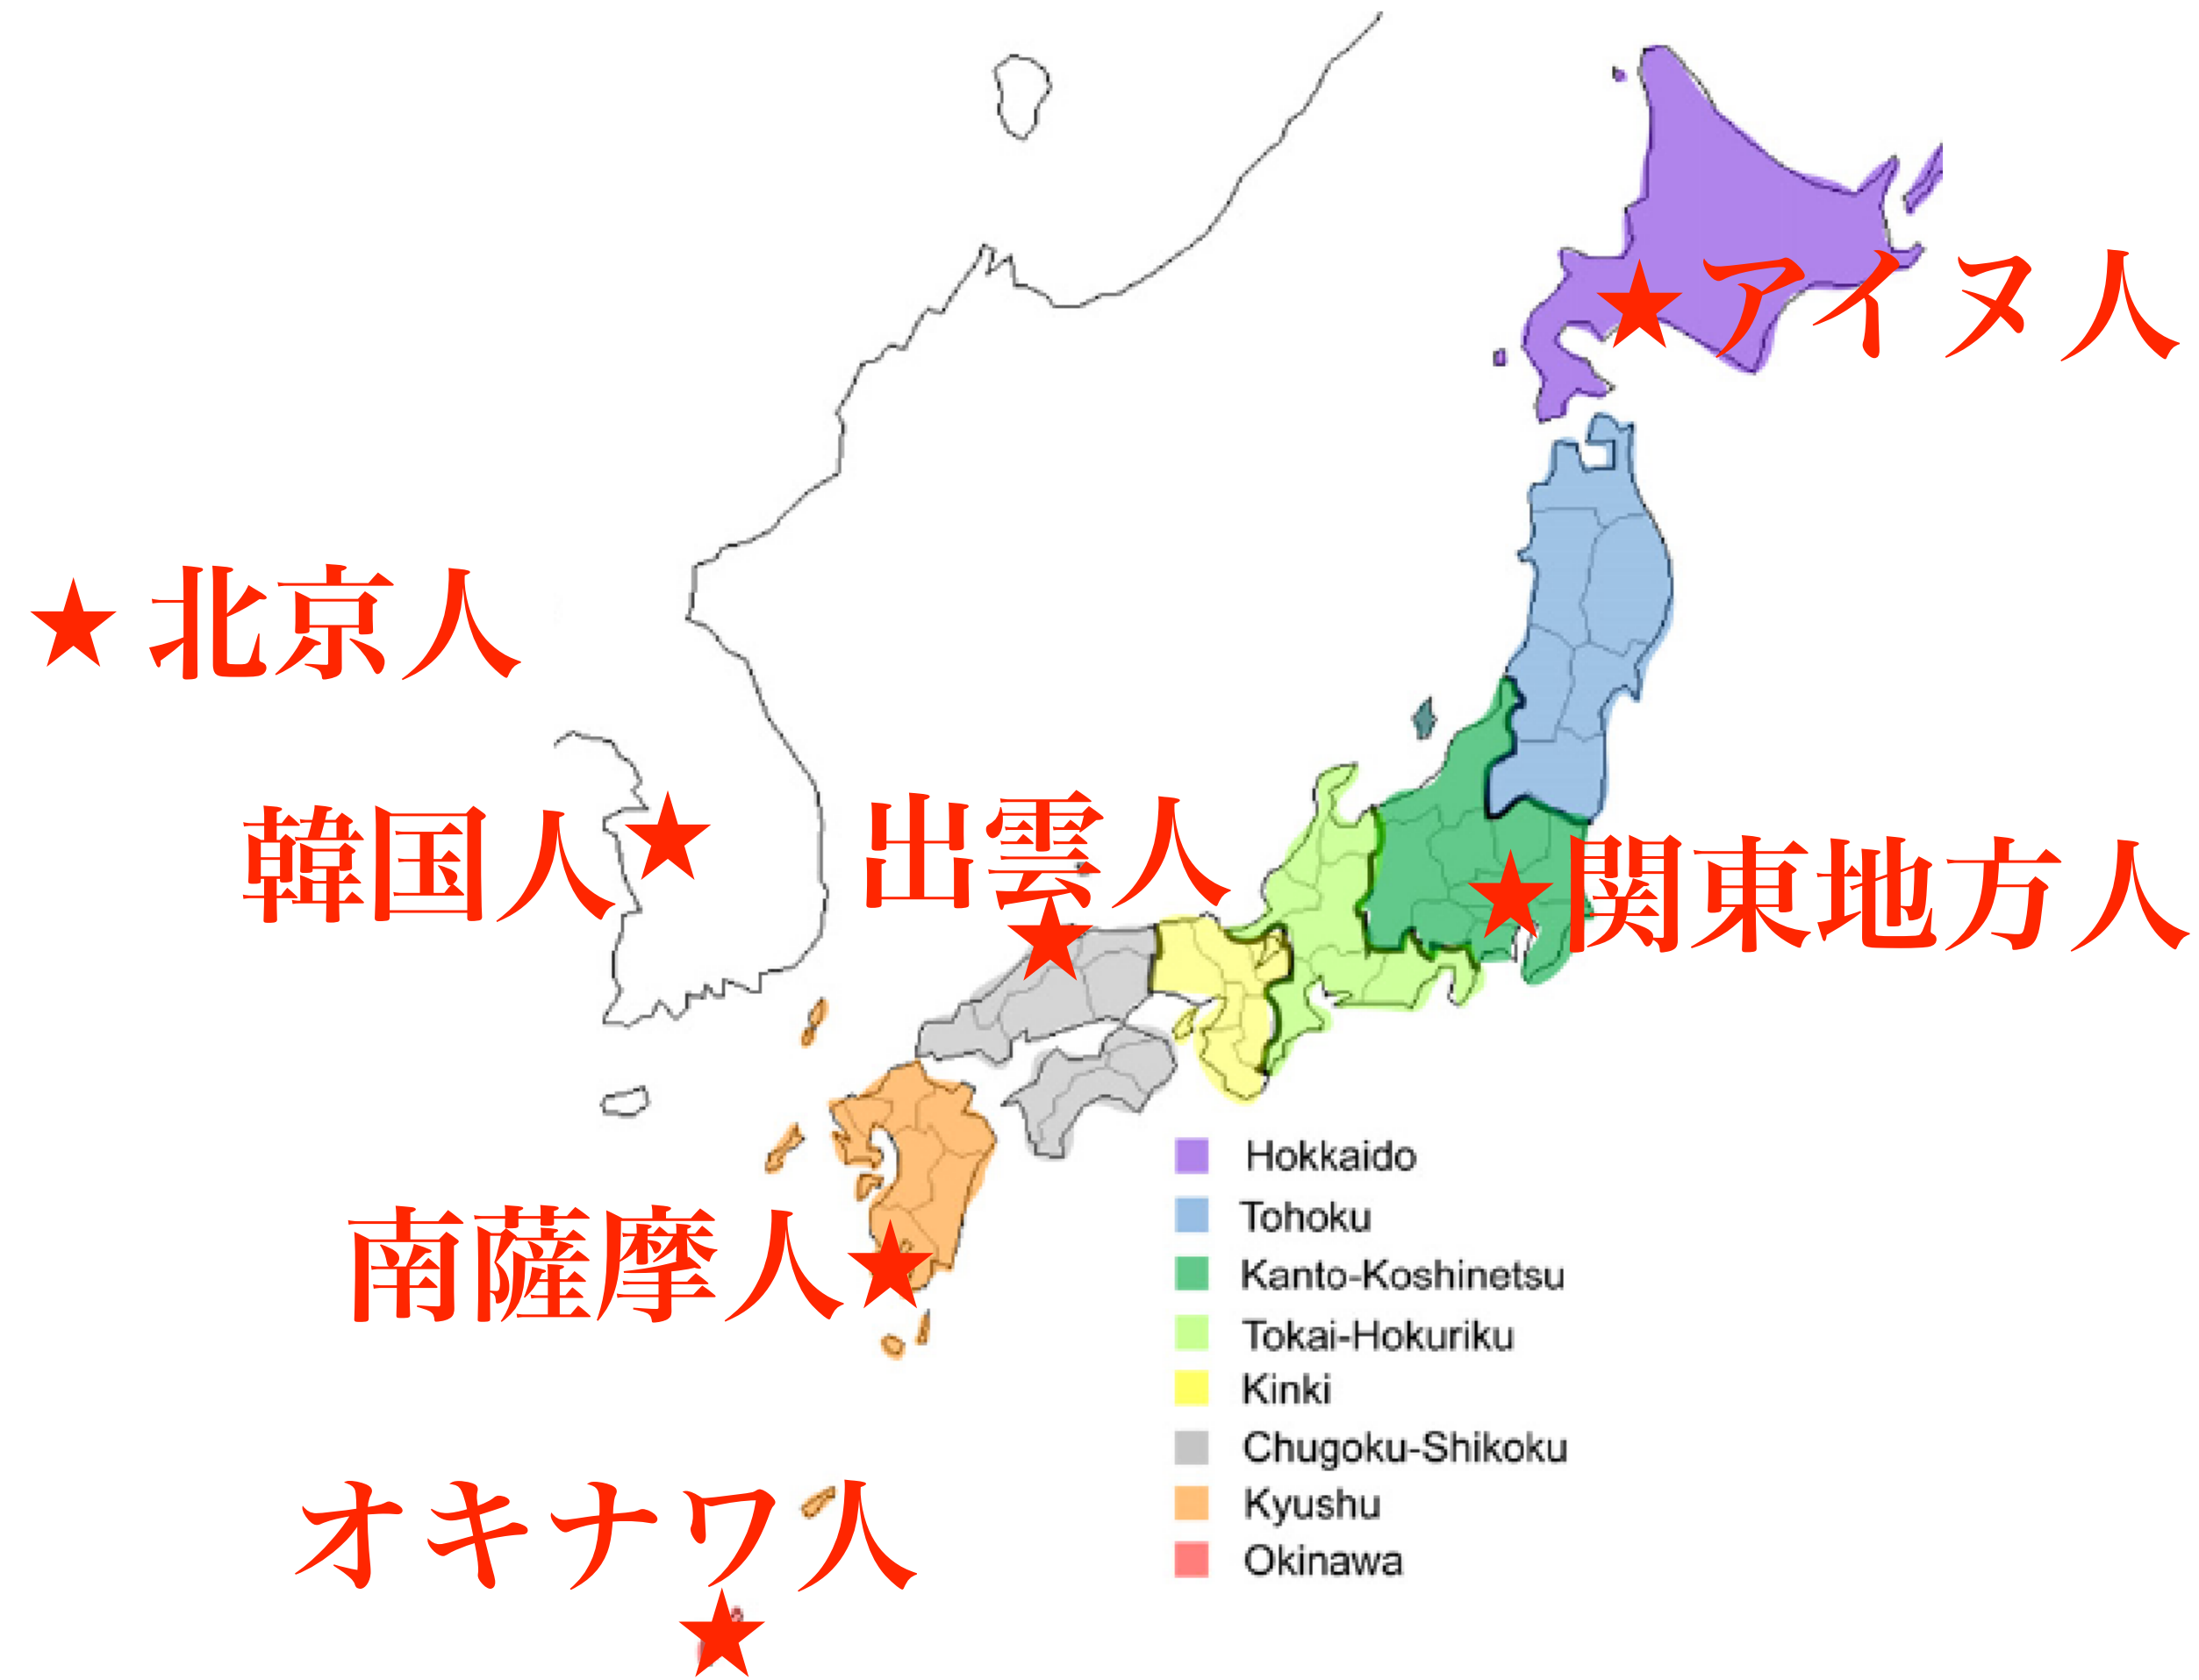 ★アイヌ人
★北京人
韓国人★
出雲人
★
★関東地方人
南薩摩人★
オキナワ人
★
Hokkaido
Tohoku
Kanto-Koshinetsu
Tokai-Hokuriku
Kinki
Chugoku-Shikoku
Kyushu
Okinawa